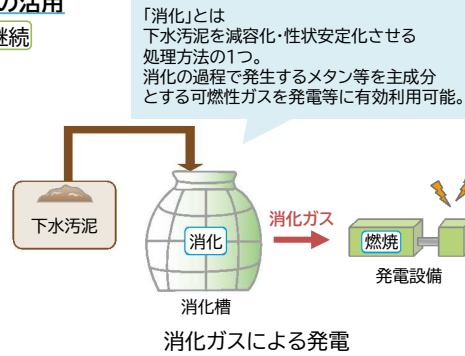 の活用
継続
「消化」とは
下水汚泥を減容化・性状安定化させる
処理方法の1つ。
消化の過程で発生するメタン等を主成分
とする可燃性ガスを発電等に有効利用可能。
下水汚泥
消化
消化ガス
燃焼
発電設備
消化槽
消化ガスによる発電